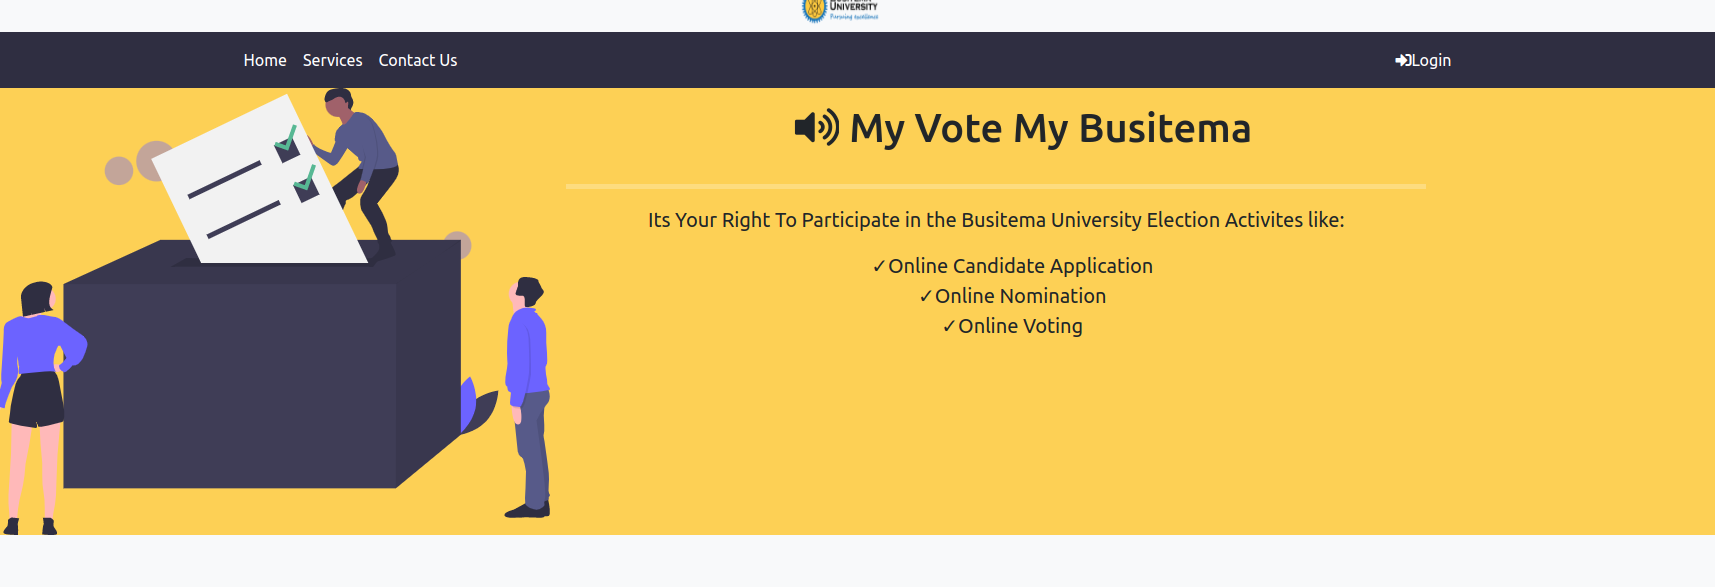 UNIVERSITY
Pursuing excellence
Home Services Contact Us Login
My Vote My Busitema
Its Your Right To Participate in the Busitema University Election Activites like:
✓Online Candidate Application
✓Online Nomination
✓Online Voting